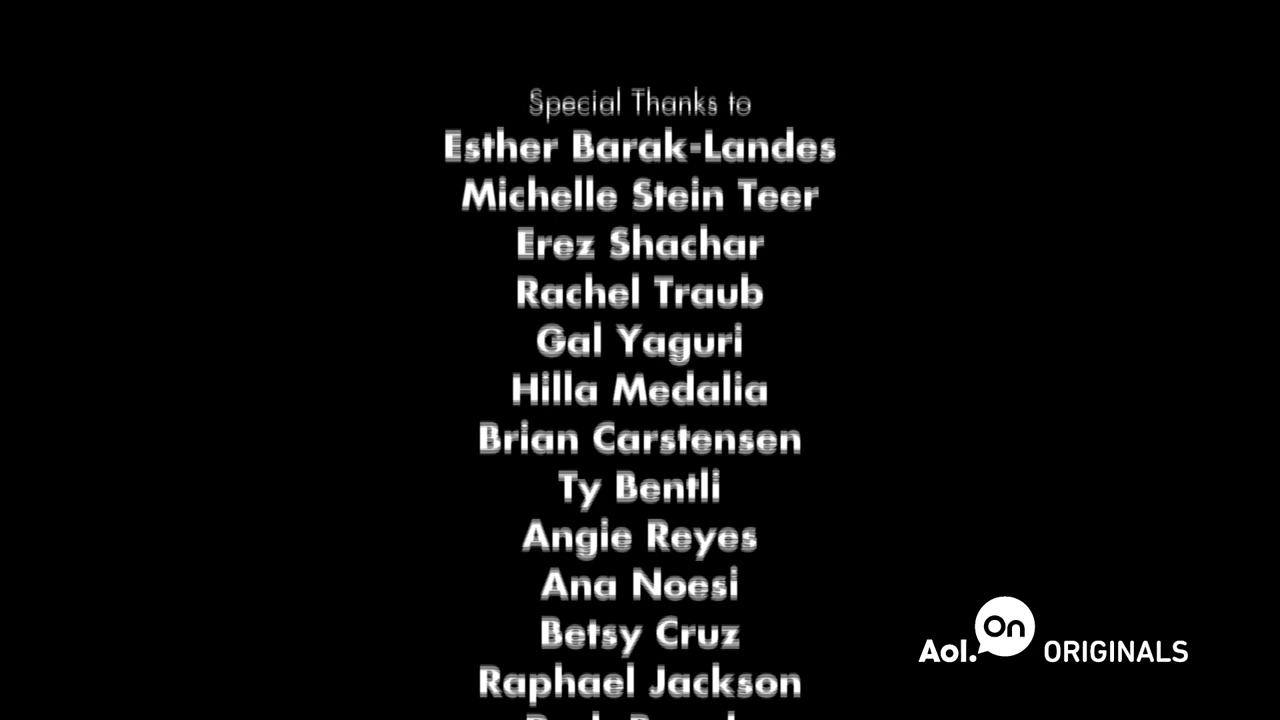 Special Thanks to
Esther Barak-Landes
Michelle Stein Teer
Erez Shachar
Rachel Traub
Gal Yaguri
Hilla Medalia
Brian Carstensen
Ty Bentli
Angie Reyes
Ana Noesi
Betsy Cruz
Raphael Jackson
Aol. On ORIGINALS